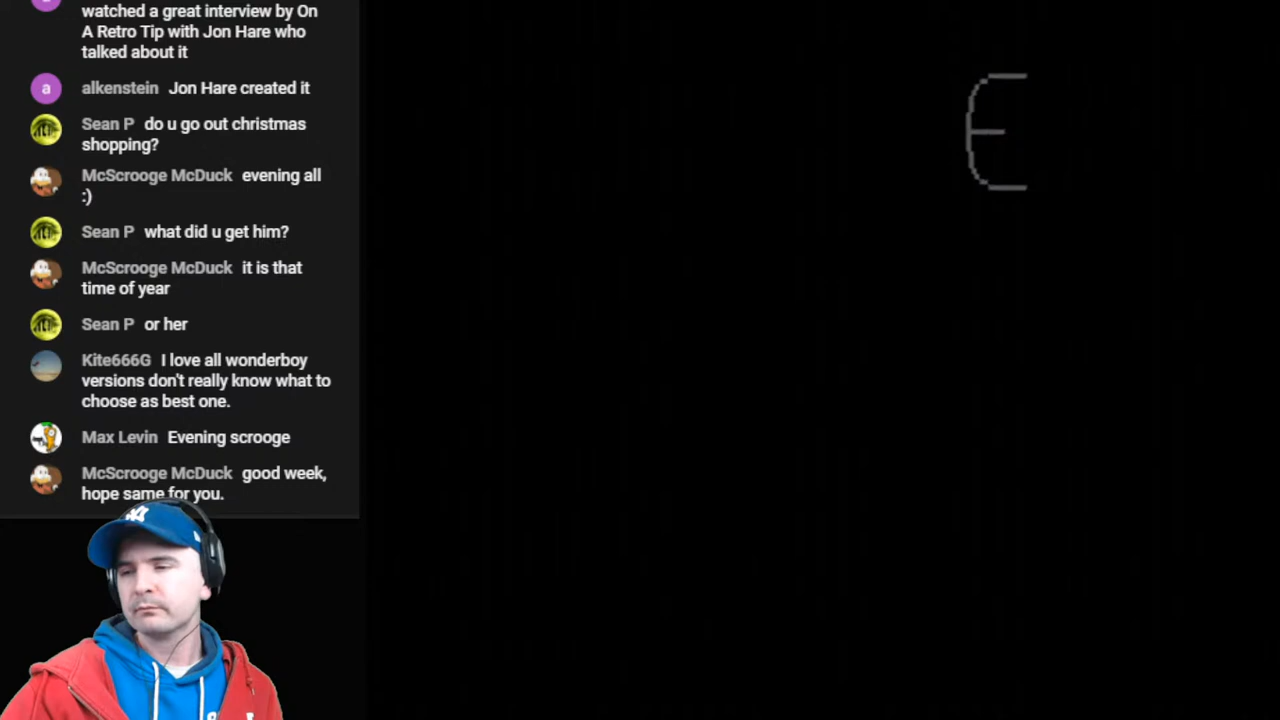 a
watched a great interview by On
A Retro Tip with Jon Hare who
talked about it
a
alkenstein Jon Hare created it
Sean P do u go out christmas
shopping?
McScrooge McDuck evening all
:)
Sean P what did u get him?
McScrooge McDuck it is that
time of year
Sean P or her
Kite666G I love all wonderboy
versions don't really know what to
choose as best one.
Max Levin Evening scrooge
McScrooge McDuck good week,
hope same for you.
E